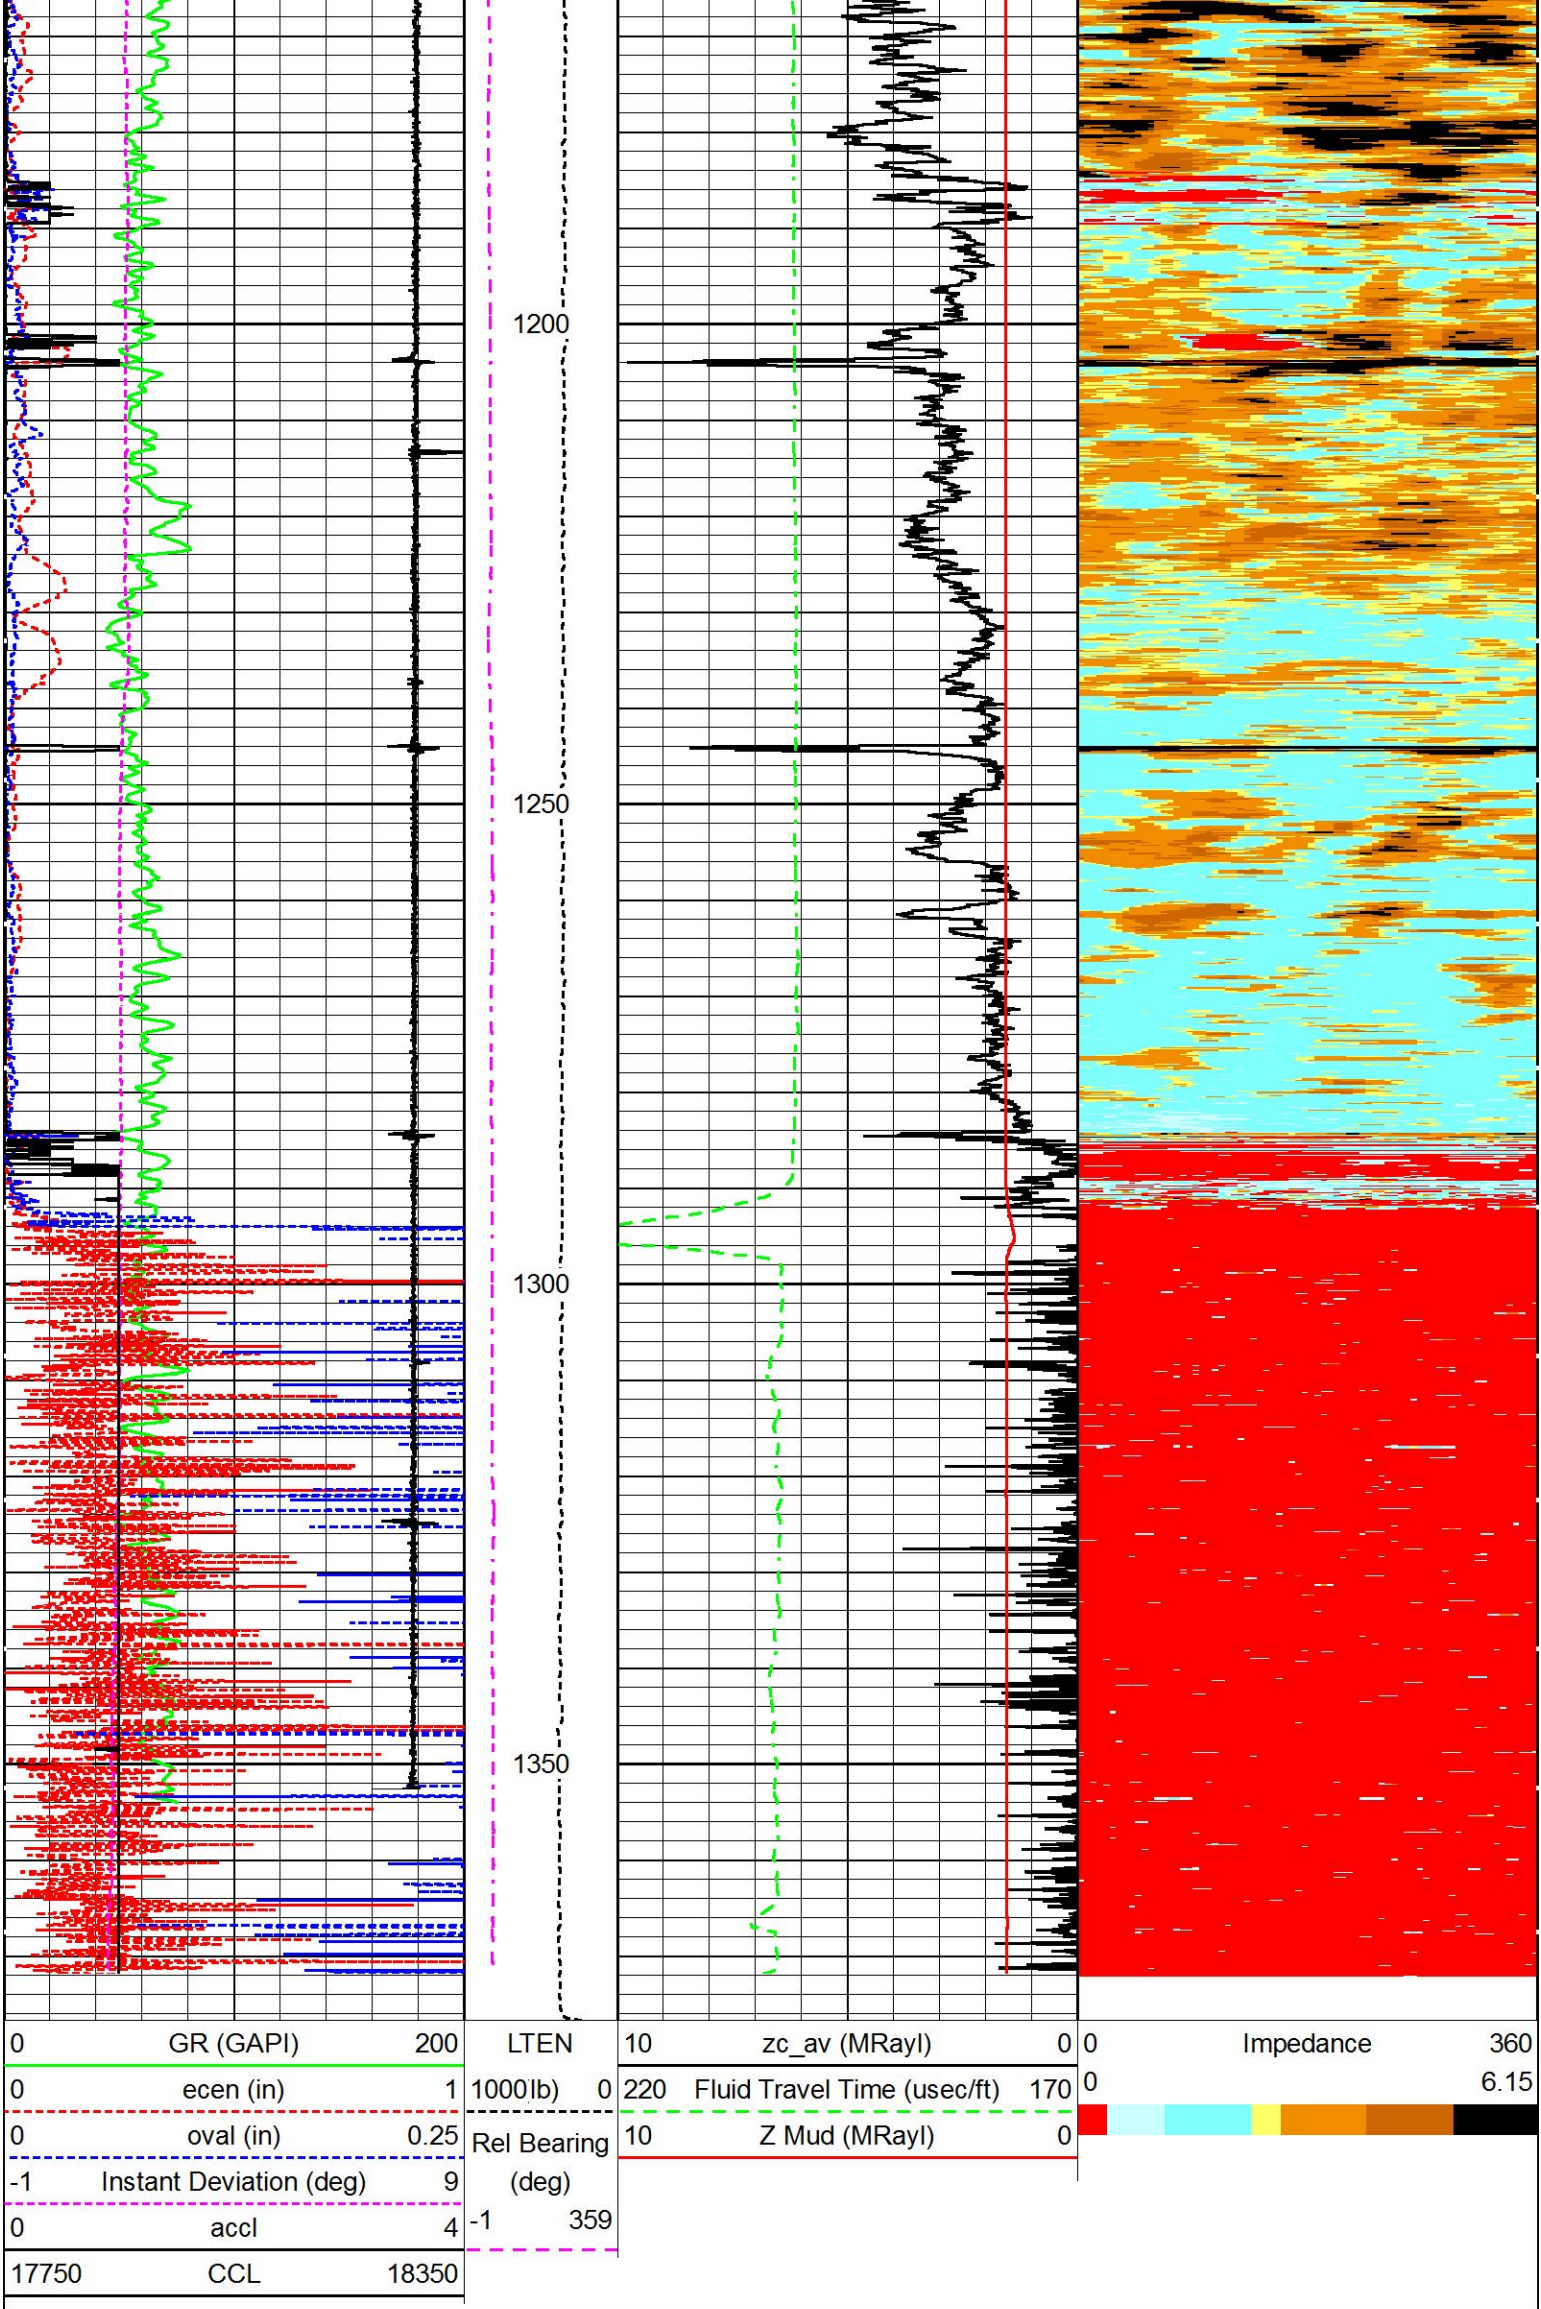 1200
1250
1300
1350
0 GR (GAPI) 200
0 ecen (in) 1
0 oval (in) 0.25
-1 Instant Deviation (deg) 9
0 accl 4
17750 CCL 18350
LTEN
1000(lb) 0
Rel Bearing
(deg)
-1 359
10 zc_av (MRayl) 0
220 Fluid Travel Time (usec/ft) 170
10 Z Mud (MRayl) 0
0 Impedance 360
0 6.15